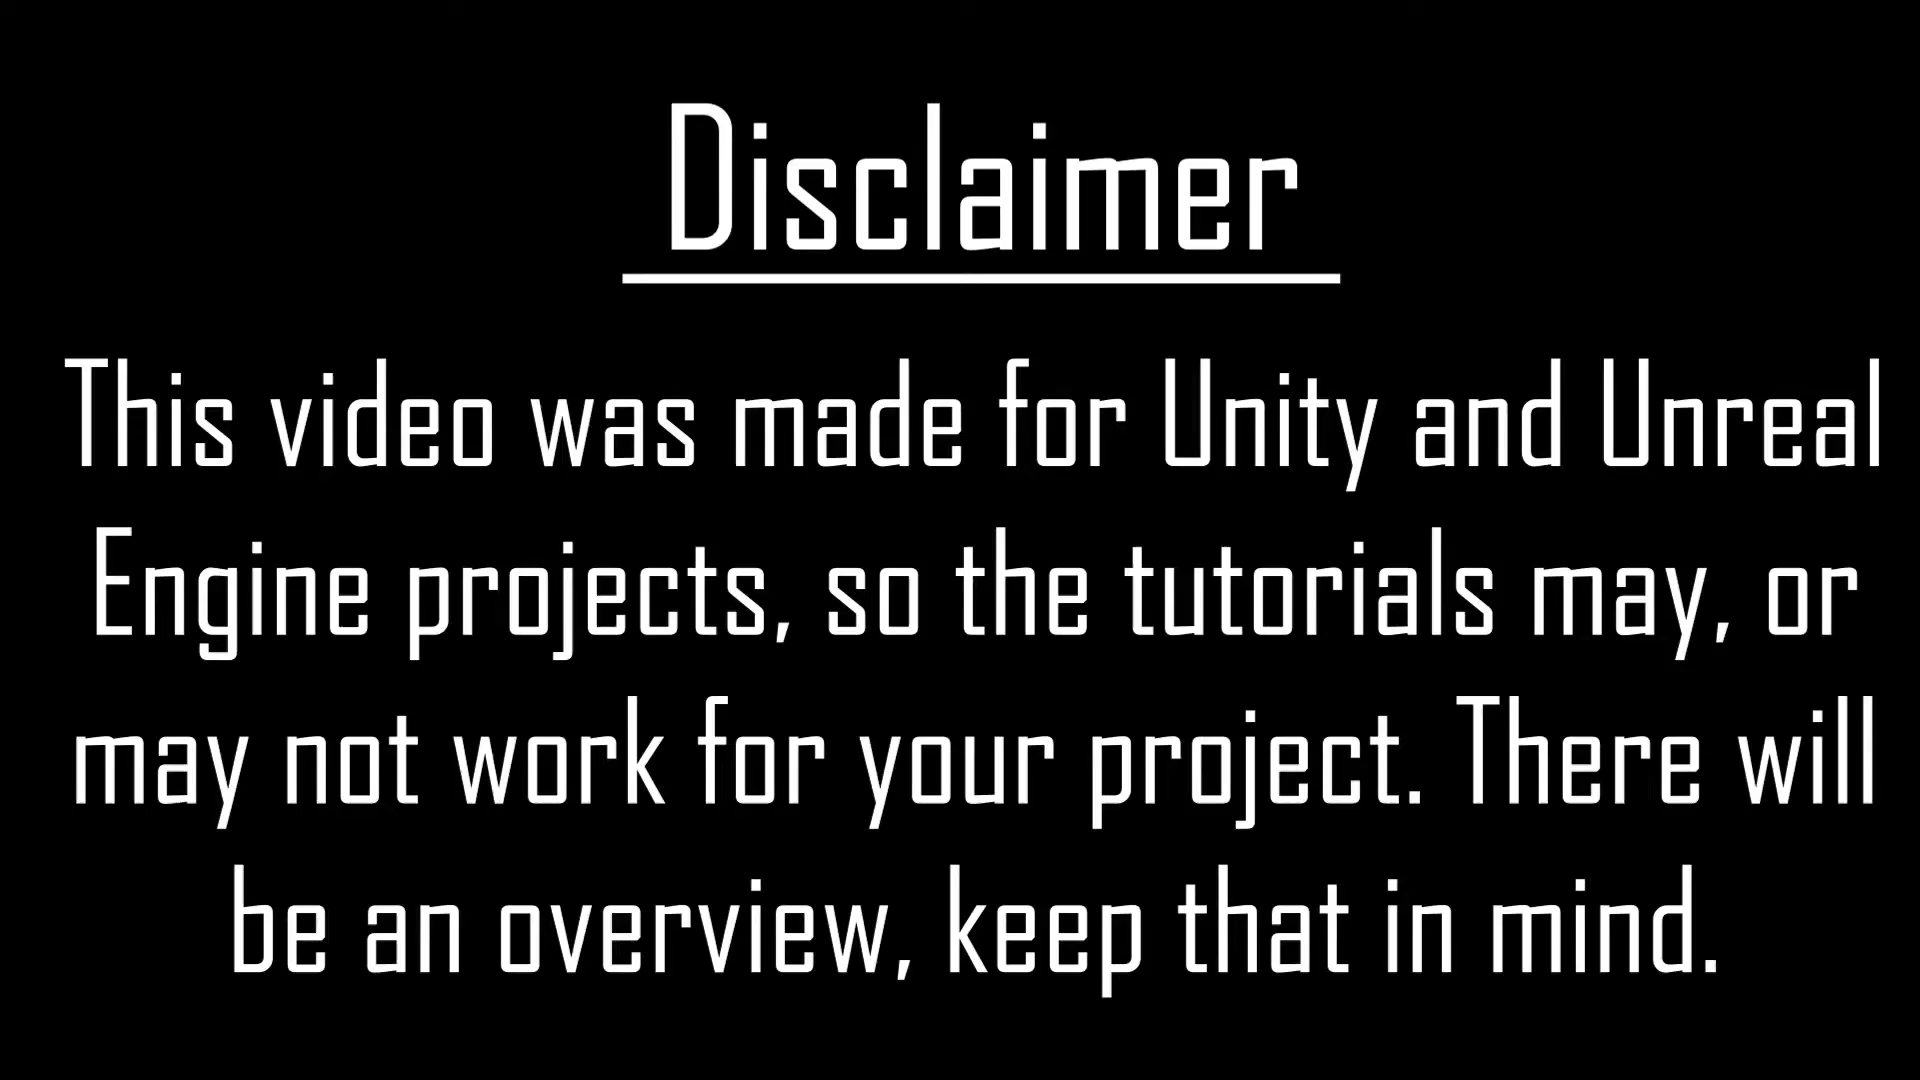 Disclaimer
This video was made for Unity and Unreal
Engine projects, so the tutorials may, or
may not work for your project. There will
be an overview, keep that in mind.